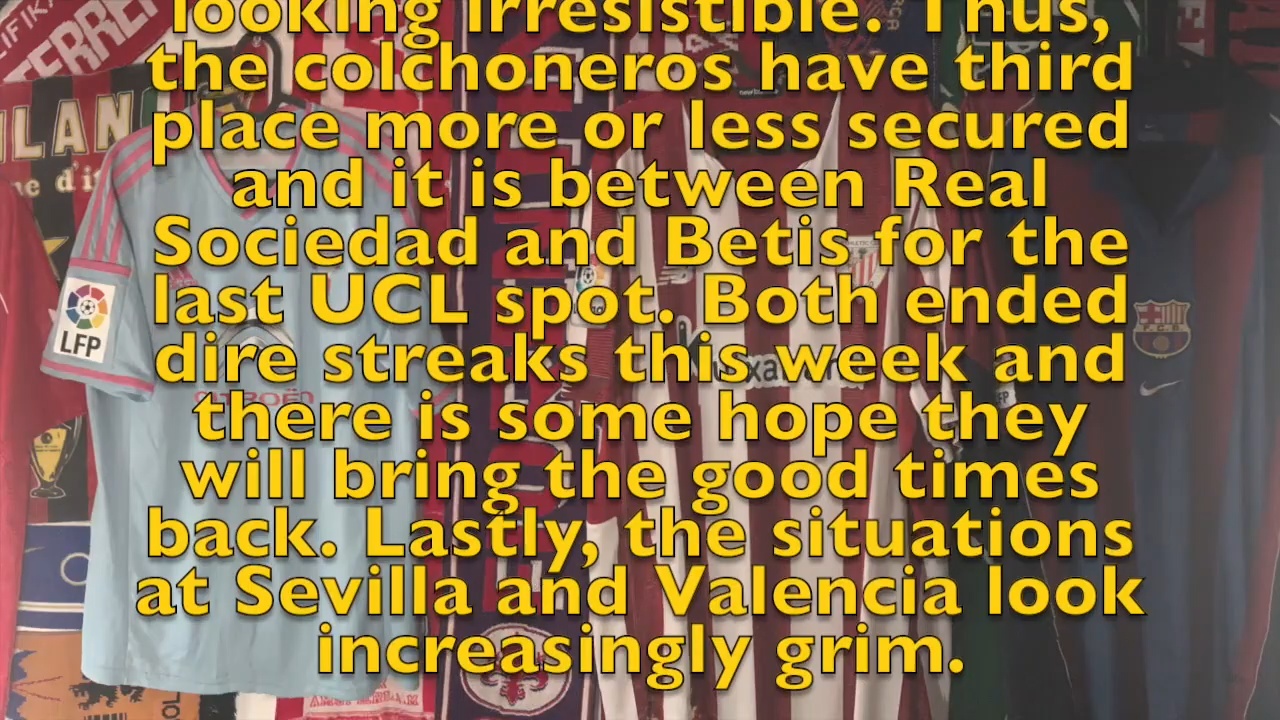 looking irresistible. Thus,
the colchoneros have third
place more or less secured
and it is between Real
Sociedad and Betis for the
last UCL spot. Both ended
dire streaks this week and
there is some hope they
will bring the good times
back. Lastly, the situations
at Sevilla and Valencia look
increasingly grim.
LFP
CITROËN